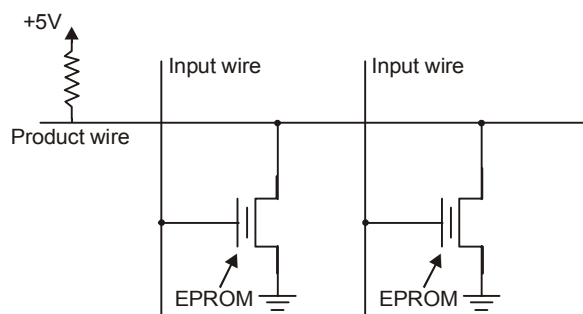 +5V
Input wire
Input wire
Product wire
EPROM
EPROM